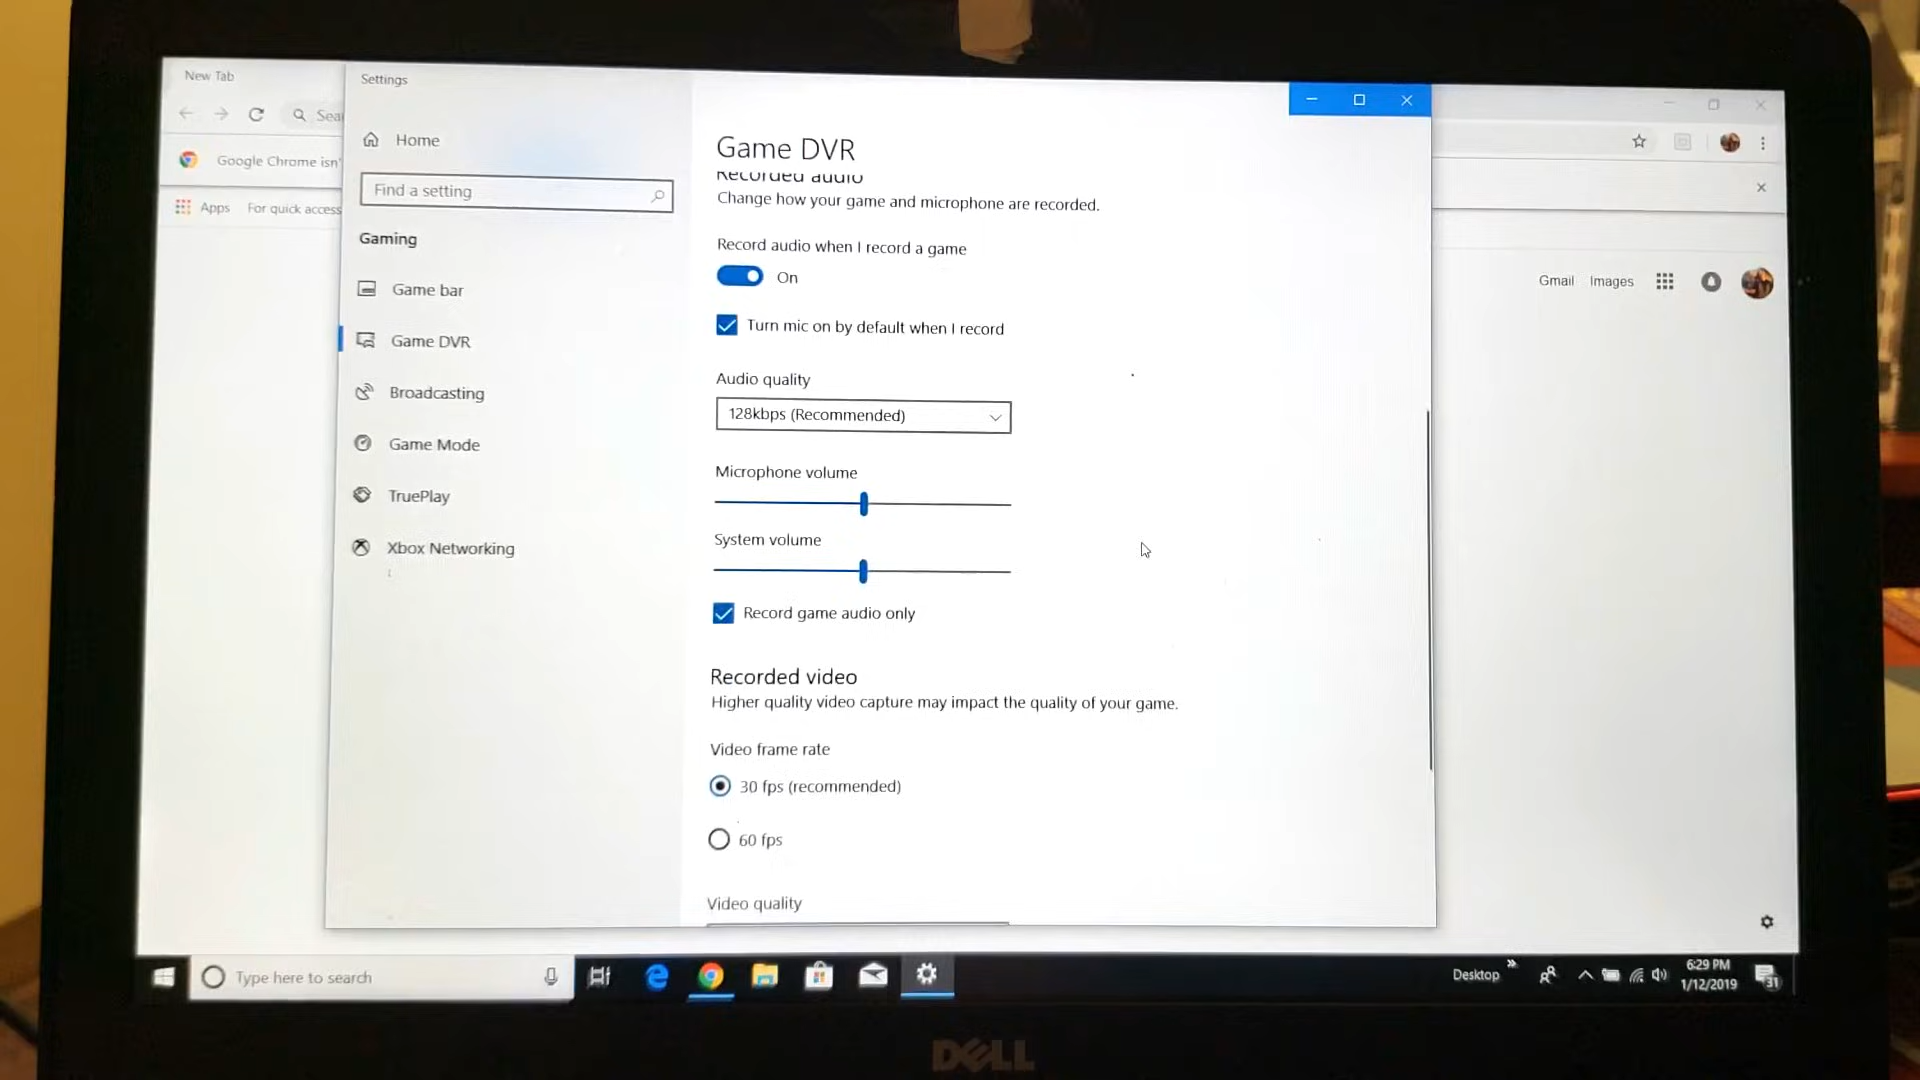 New Tab
Settings
Sea
Google Chrome isn'
Apps
For quick access
Home
Find a setting
Gaming
Game bar
Game DVR
Broadcasting
Game Mode
TruePlay
Xbox Networking
Game DVR
Recorded audio
Change how your game and microphone are recorded.
Record audio when I record a game
On
Turn mic on by default when I record
Audio quality
128kbps (Recommended)
Microphone volume
System volume
Record game audio only
Recorded video
Higher quality video capture may impact the quality of your game.
Video frame rate
30 fps (recommended)
60 fps
Video quality
Gmail Images
Type here to search
Desktop
6:29 PM
1/12/2019
31
DELL